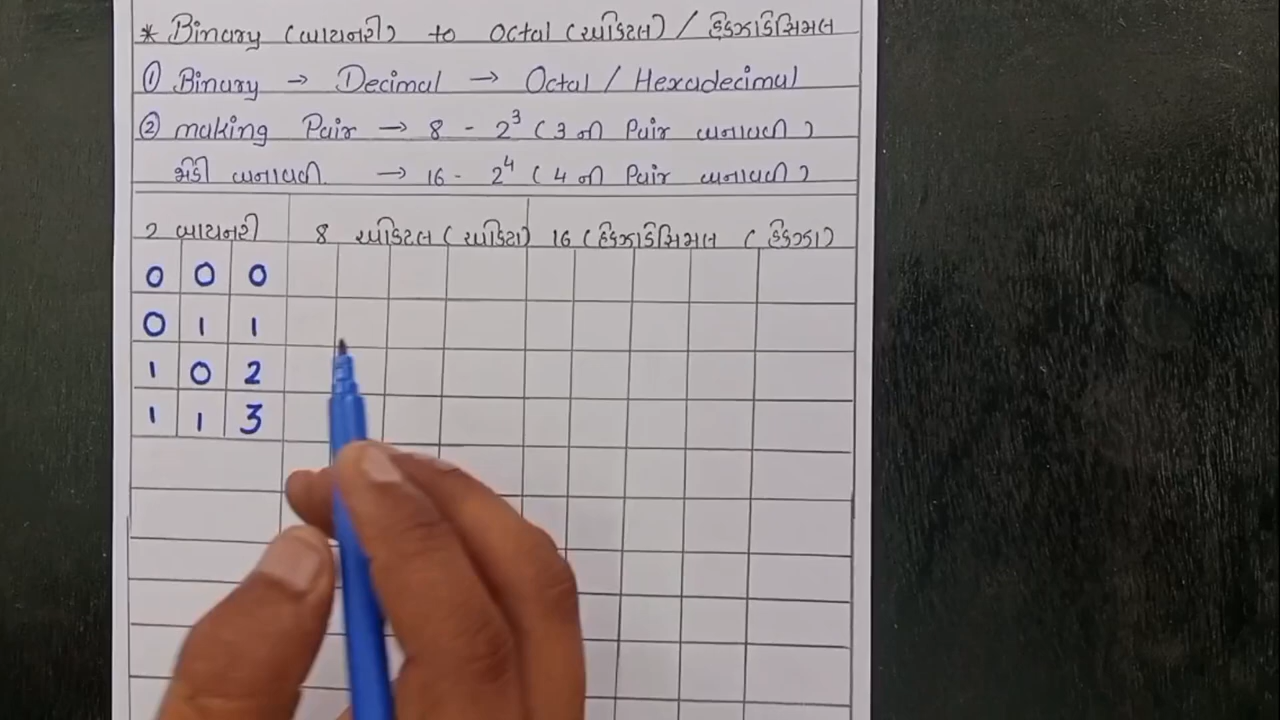 * Binary (બાયનરી) to Octal (ઓક્ટિલ) / હેક્ઝાડેસિમલ
① Binary → Decimal → Octal / Hexadecimal
② making Pair → 8 - 2³ (3 ની Pair બનાવવી)
બનાવવી → 16 - 2⁴ (4 ની Pair બનાવવી)
2 બાયનરી 8 ઓક્ટિલ (ઓક્ટિા) 16 (હેક્ઝાડેસિમલ (હેક્ઝા)
0 0 0
0 1 1
1 0 2
1 1 3